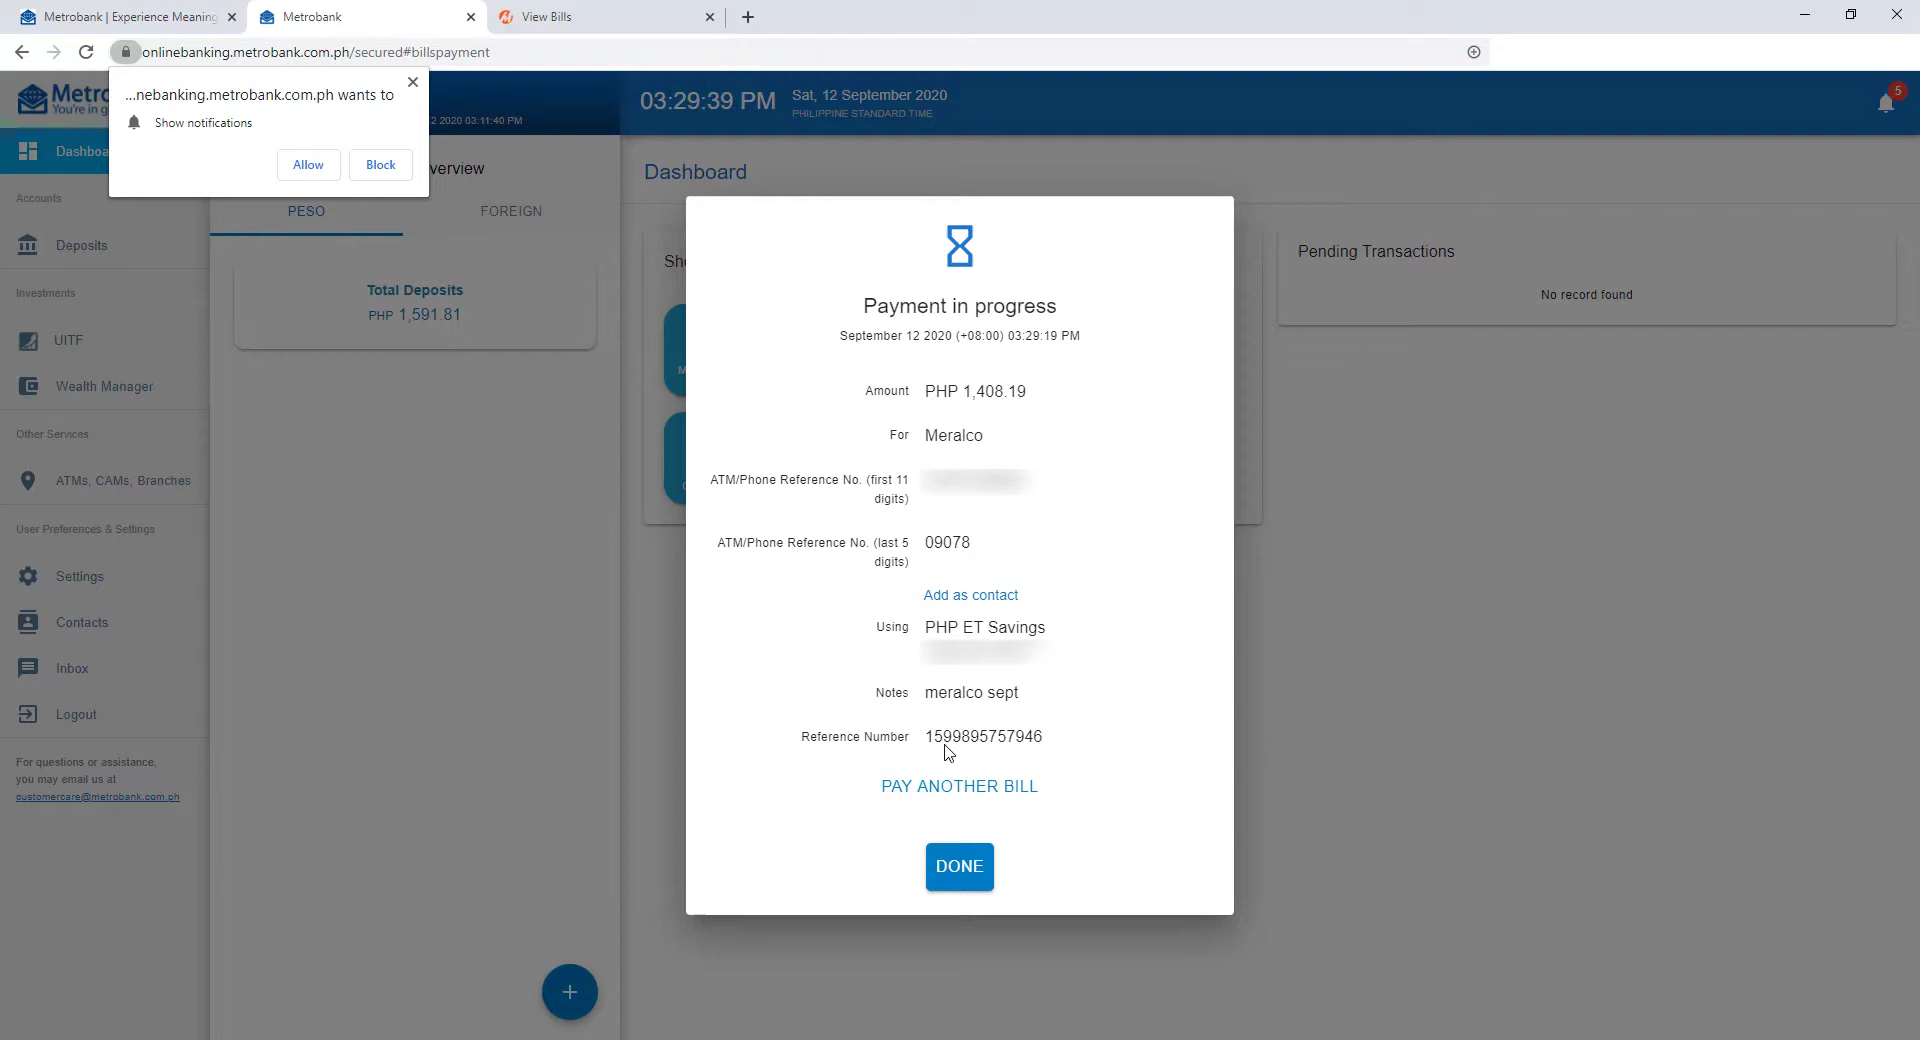 Metrobank | Experience Meaning
Metrobank
View Bills
onlinebanking.metrobank.com.ph/secured#billspayment
...nebanking.metrobank.com.ph wants to
Show notifications
Allow
Block
Metro
You're in g
2 2020 03:11:40 PM
03:29:39 PM
Sat, 12 September 2020
PHILIPPINE STANDARD TIME
5
Dashboa
Accounts
Deposits
Investments
UITF
Wealth Manager
Other Services
ATMs, CAMs, Branches
User Preferences & Settings
Settings
Contacts
Inbox
Logout
For questions or assistance,
you may email us at
customercare@metrobank.com.ph
verview
PESO
FOREIGN
Total Deposits
PHP 1,591.81
Dashboard
Sho
M
Pending Transactions
No record found
Payment in progress
September 12 2020 (+08:00) 03:29:19 PM
Amount PHP 1,408.19
For Meralco
ATM/Phone Reference No. (first 11
digits)
ATM/Phone Reference No. (last 5 09078
digits)
Add as contact
Using PHP ET Savings
Notes meralco sept
Reference Number 1599895757946
PAY ANOTHER BILL
DONE